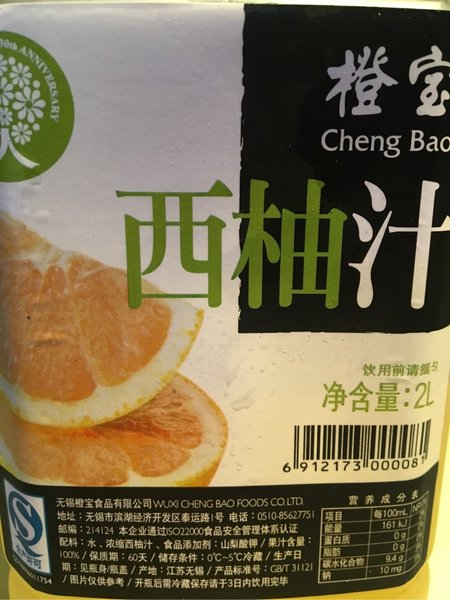 30th ANNIVERSARY
橙宝
Cheng Bao
西柚汁
饮用前请摇匀
净含量:2L
6 912173 000081
无锡橙宝食品有限公司WUXI CHENG BAO FOODS CO.LTD.
地址:无锡市滨湖经济开发区泰运路1号 电话:0510-85627751
邮编:214124 本企业通过ISO22000食品安全管理体系认证
配料:水、浓缩西柚汁、食品添加剂:山梨酸钾/果汁含量:
100%/保质期:60天/储存条件:0℃-5℃冷藏/生产日
期:见瓶身/瓶盖/产地:江苏无锡/产品标准号:GB/T 31121
/图片仅供参考/开瓶后需冷藏保存请于3日内饮用完毕
营养成分表
项目 每100mL NRV%
能量 161 kJ
蛋白质 0 g
脂肪 0 g
碳水化合物 9.4 g
钠 10 mg
QS
11754